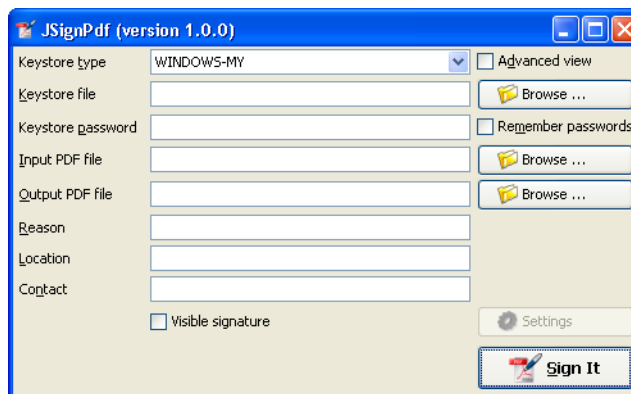 JSignPdf (version 1.0.0)
Keystore type WINDOWS-MY Advanced view
Keystore file Browse ...
Keystore password Remember passwords
Input PDF file Browse ...
Output PDF file Browse ...
Reason
Location
Contact
Visible signature Settings
Sign It